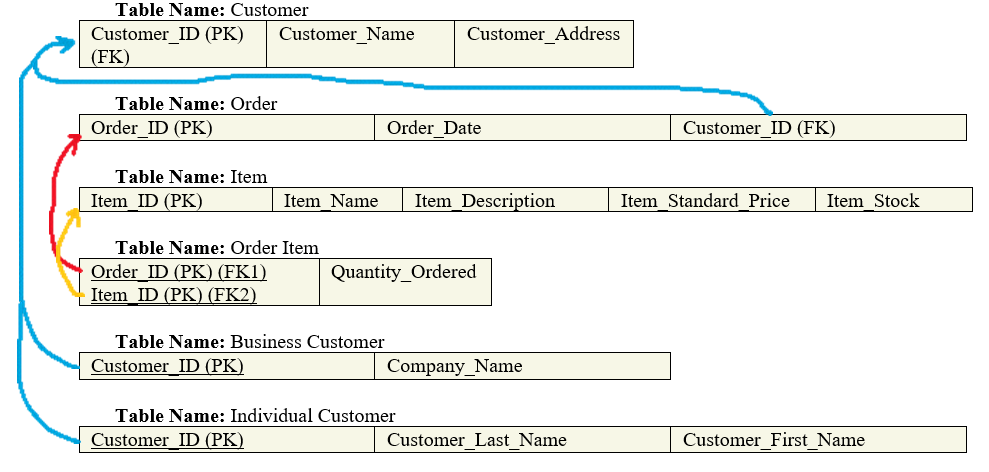 Table Name: Customer
Customer_ID (PK) Customer_Name Customer_Address
(FK)
Table Name: Order
Order_ID (PK) Order_Date Customer_ID (FK)
Table Name: Item
Item_ID (PK) Item_Name Item_Description Item_Standard_Price Item_Stock
Table Name: Order Item
Order_ID (PK) (FK1) Quantity_Ordered
Item_ID (PK) (FK2)
Table Name: Business Customer
Customer_ID (PK) Company_Name
Table Name: Individual Customer
Customer_ID (PK) Customer_Last_Name Customer_First_Name